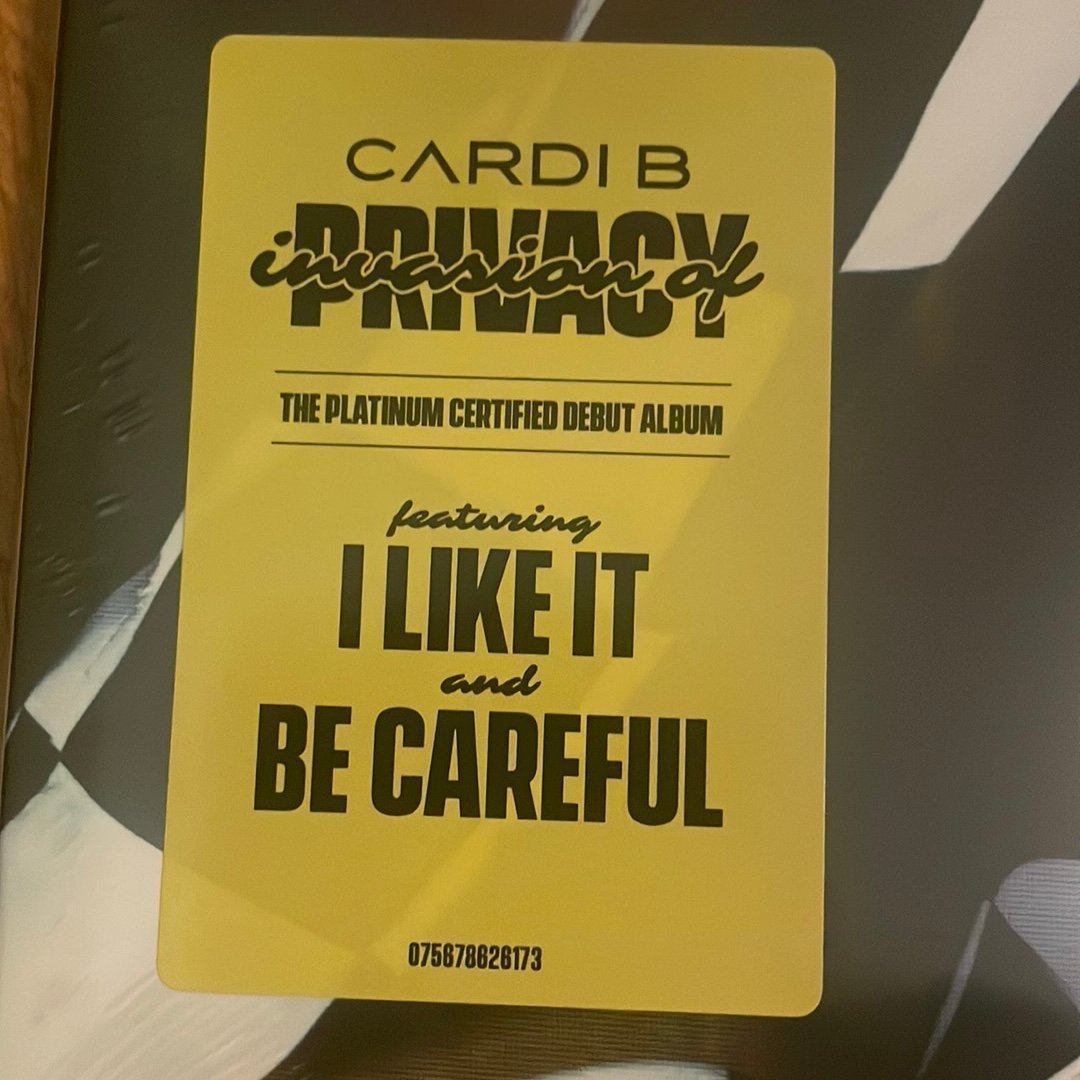 CARDI B
invasion of
PRIVACY
THE PLATINUM CERTIFIED DEBUT ALBUM
featuring
I LIKE IT
and
BE CAREFUL
075678626173